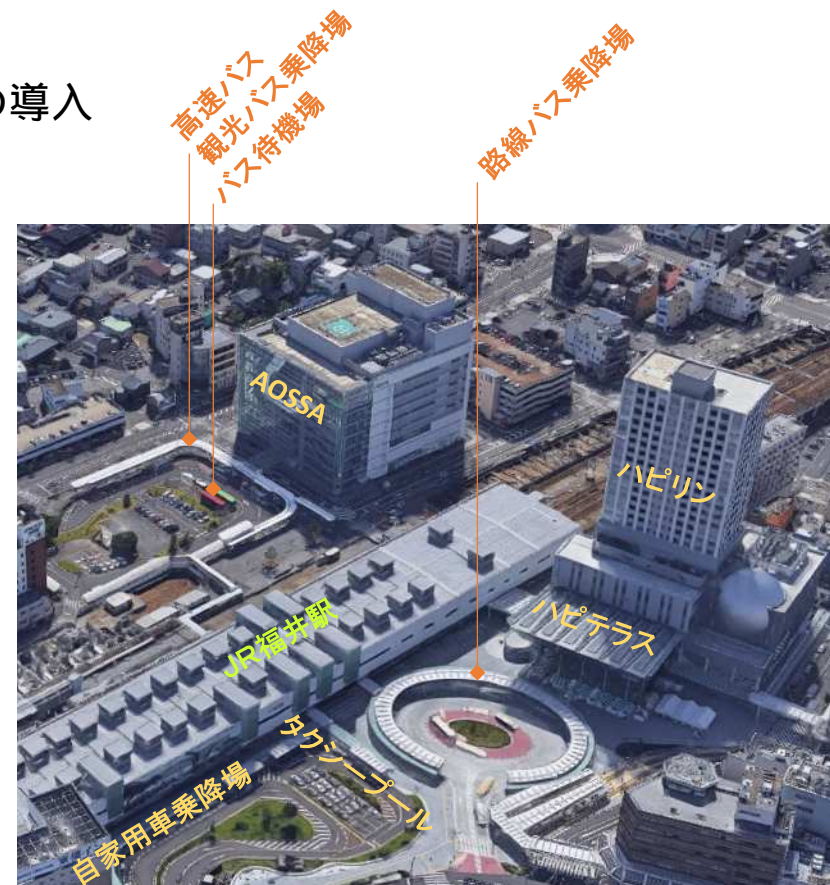 の導入
高速バス
観光バス乗降場
バス待機場
路線バス乗降場
AOSSA
ハピリン
ハピテラス
JR福井駅
タクシープール
自家用車乗降場